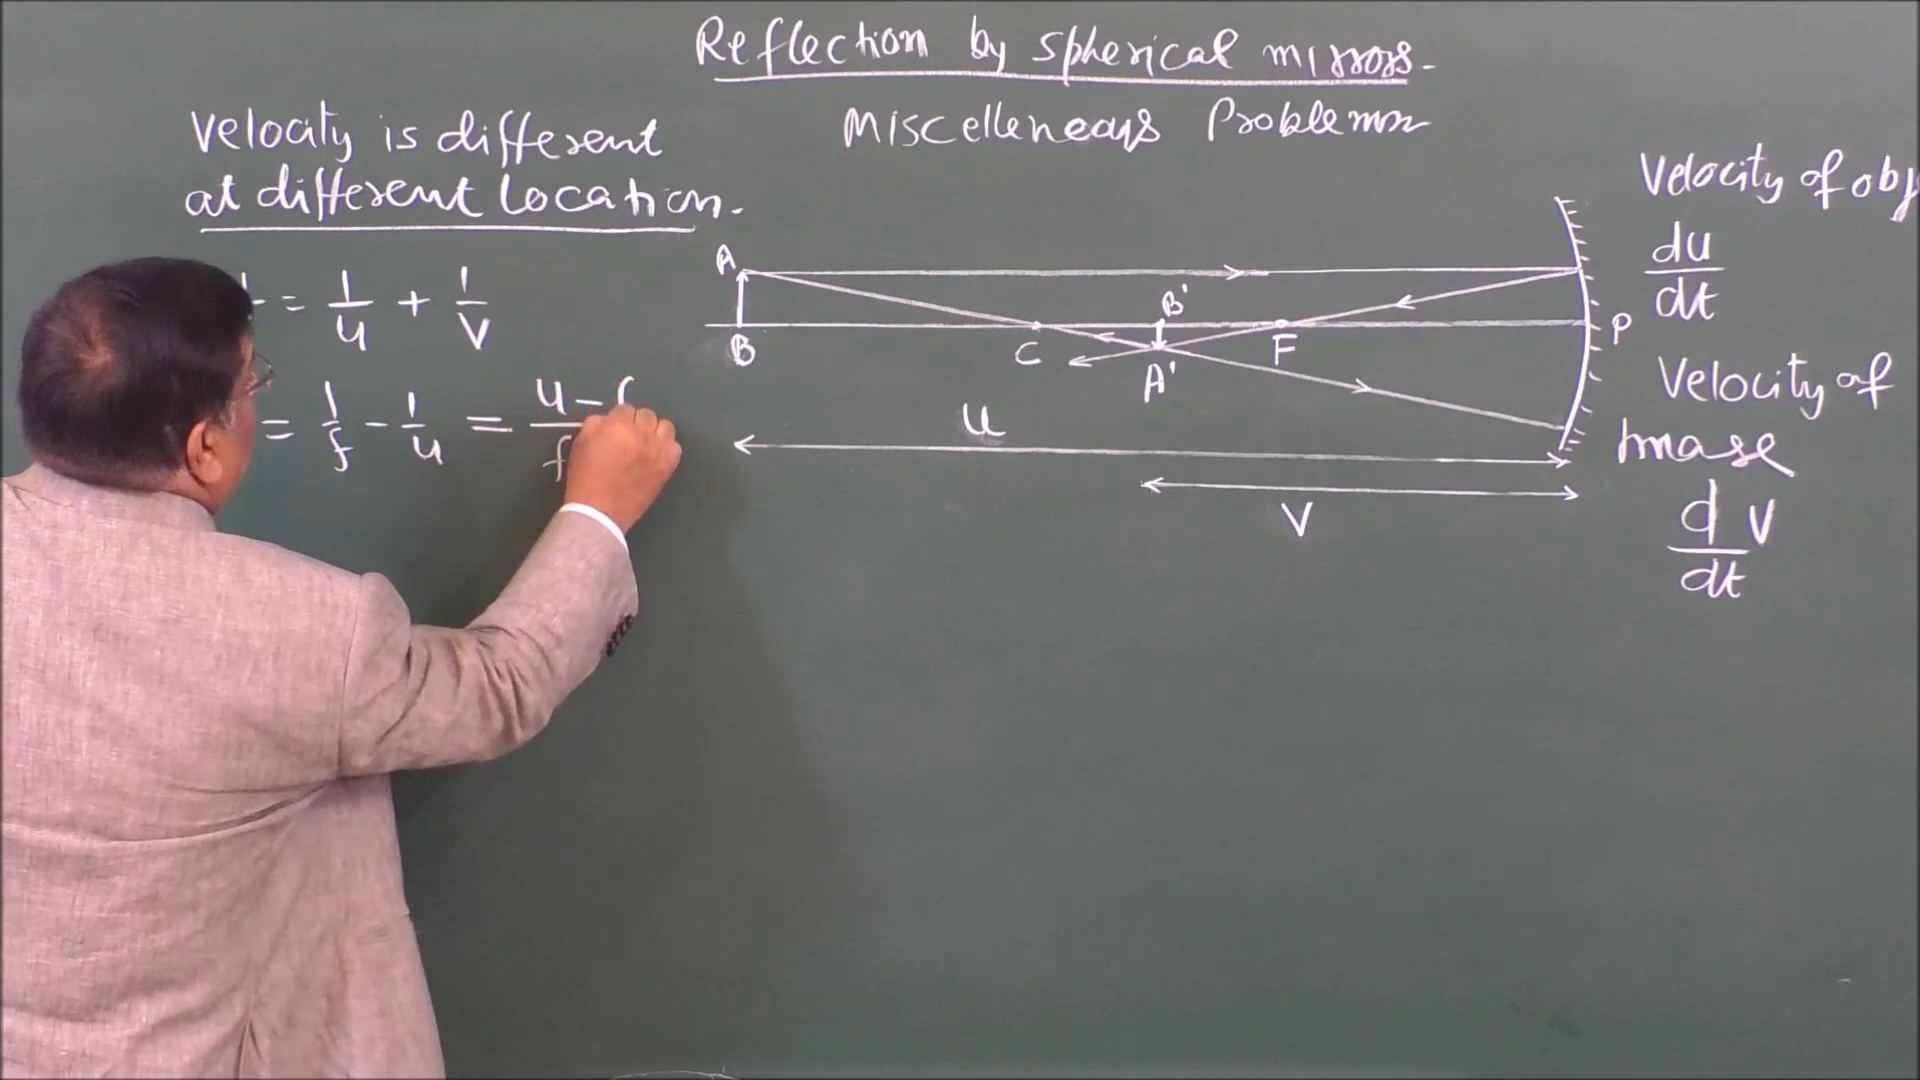 Reflection by spherical mirrors.
Miscelleneous Problem
Velocity is different
at different location.
= 1/u + 1/v
= 1/f - 1/u = u - f / f
A
B
C
B'
A'
F
P
u
v
Velocity of obj
du/dt
Velocity of
Image
dv/dt